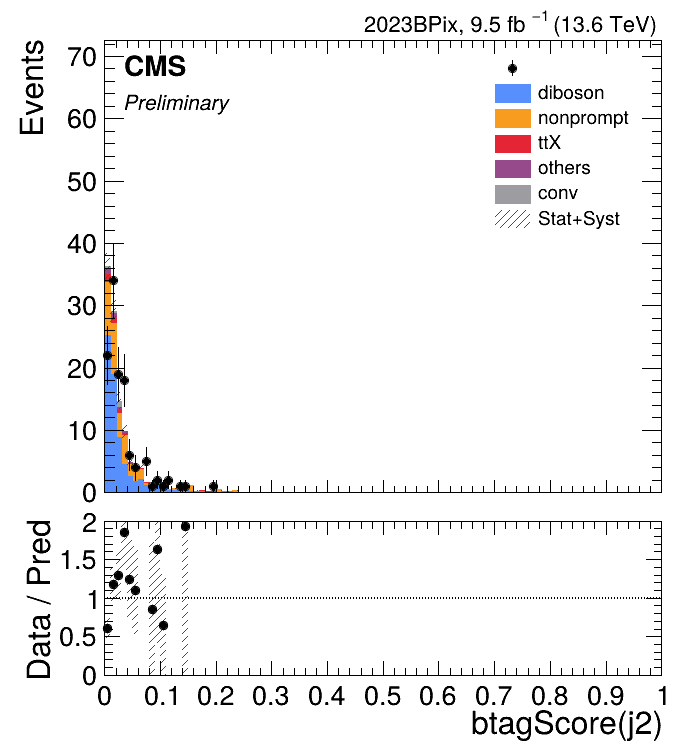 2023BPix, 9.5 fb⁻¹ (13.6 TeV)
CMS
Preliminary
diboson
nonprompt
ttX
others
conv
Stat+Syst
Events
70
60
50
40
30
20
10
0
Data / Pred
2
1.5
1
0.5
0
0 0.1 0.2 0.3 0.4 0.5 0.6 0.7 0.8 0.9 1
btagScore(j2)